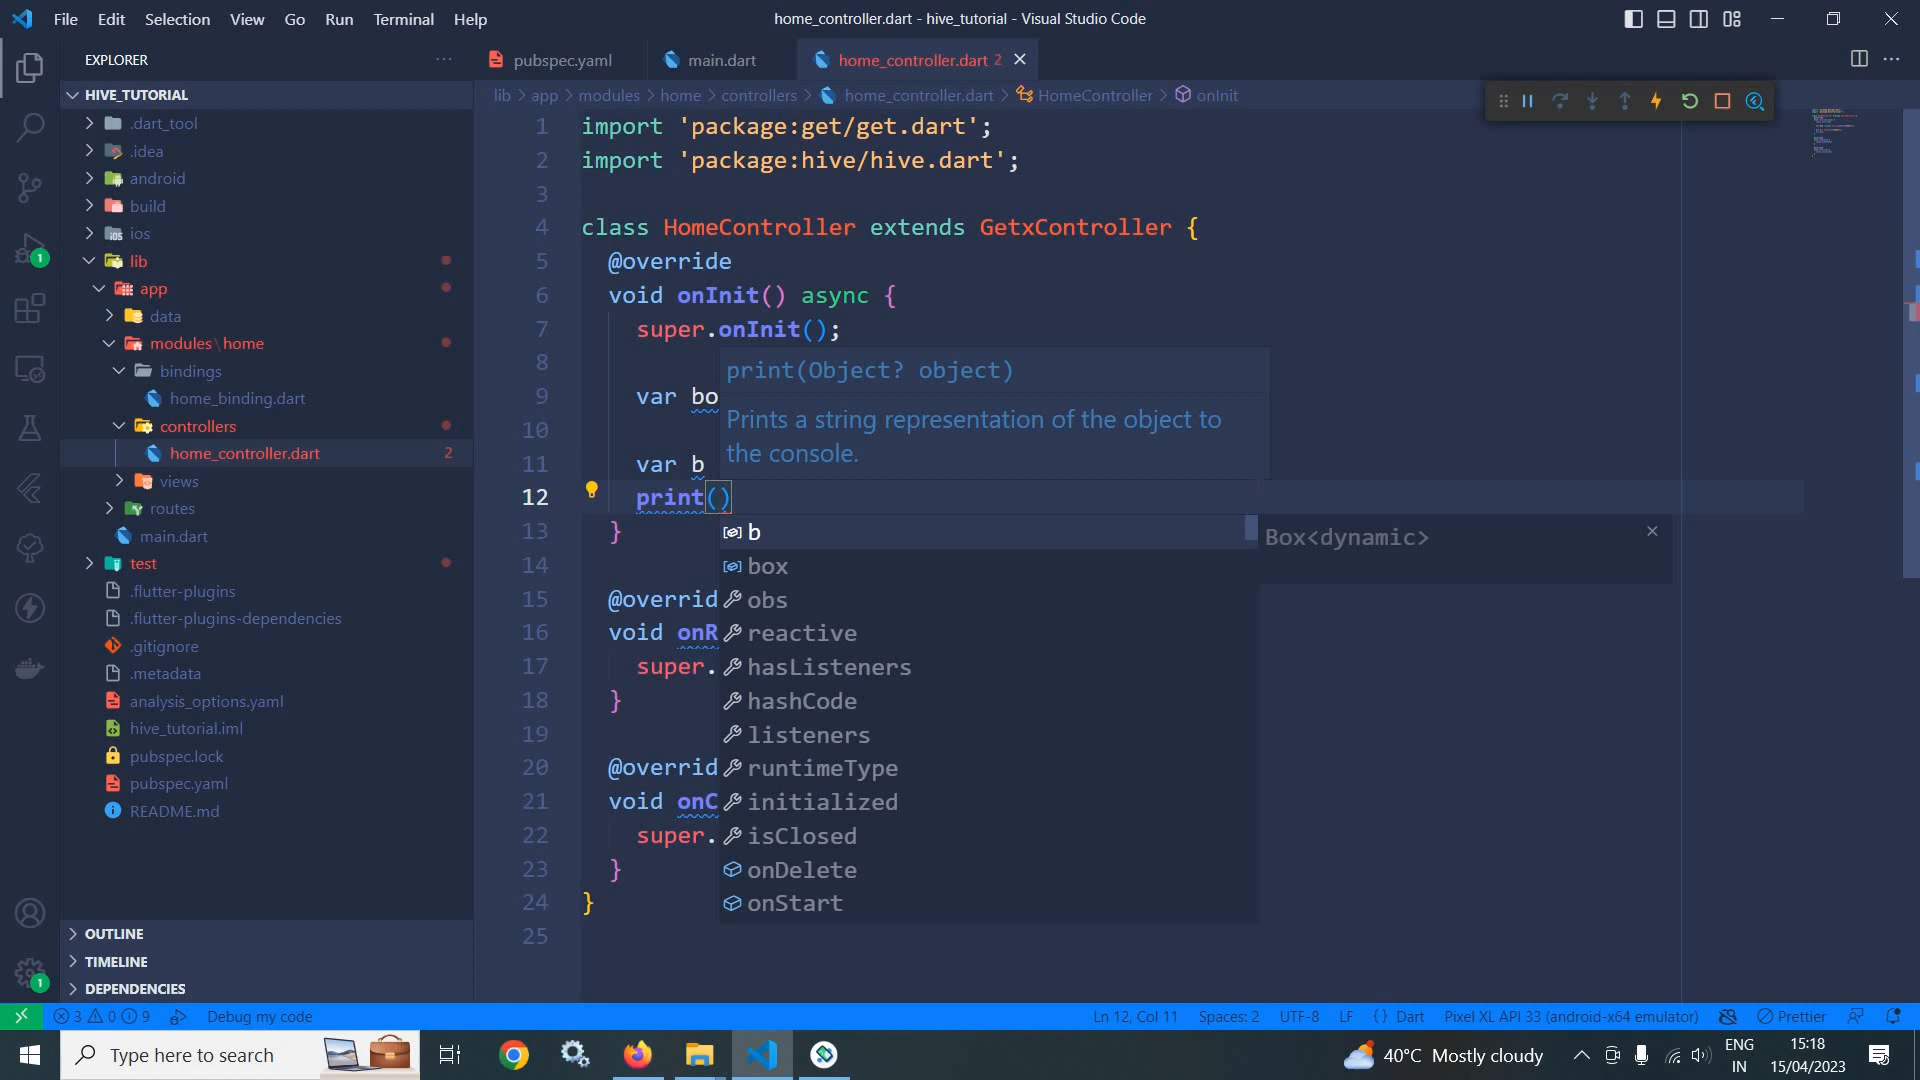 File Edit Selection View Go Run Terminal Help
home_controller.dart - hive_tutorial - Visual Studio Code
EXPLORER
HIVE_TUTORIAL
.dart_tool
.idea
android
build
ios
lib
app
data
modules\home
bindings
home_binding.dart
controllers
home_controller.dart 2
views
routes
main.dart
test
.flutter-plugins
.flutter-plugins-dependencies
.gitignore
.metadata
analysis_options.yaml
hive_tutorial.iml
pubspec.lock
pubspec.yaml
README.md
OUTLINE
TIMELINE
DEPENDENCIES
1
1
pubspec.yaml main.dart home_controller.dart 2
lib > app > modules > home > controllers > home_controller.dart > HomeController > onInit
1 import 'package:get/get.dart';
2 import 'package:hive/hive.dart';
3
4 class HomeController extends GetxController {
5 @override
6 void onInit() async {
7 super.onInit();
8
9 var bo
10
11 var b
12 print()
13 }
14
15 @overrid
16 void onR
17 super.
18 }
19
20 @overrid
21 void onC
22 super.
23 }
24 }
25
print(Object? object)
Prints a string representation of the object to
the console.
b
box
obs
reactive
hasListeners
hashCode
listeners
runtimeType
initialized
isClosed
onDelete
onStart
Box<dynamic>
3 0 9 Debug my code
Ln 12, Col 11 Spaces: 2 UTF-8 LF {} Dart Pixel XL API 33 (android-x64 emulator) Prettier
Type here to search
40°C Mostly cloudy
ENG
IN
15:18
15/04/2023